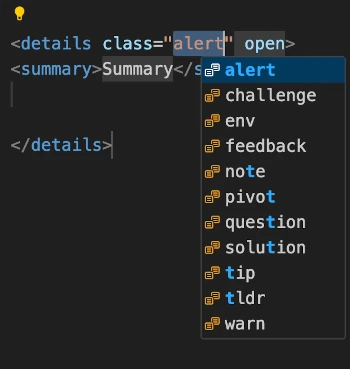 <details class="alert" open>
<summary>Summary</s
alert
challenge
env
feedback
note
pivot
question
solution
tip
tldr
warn
</details>